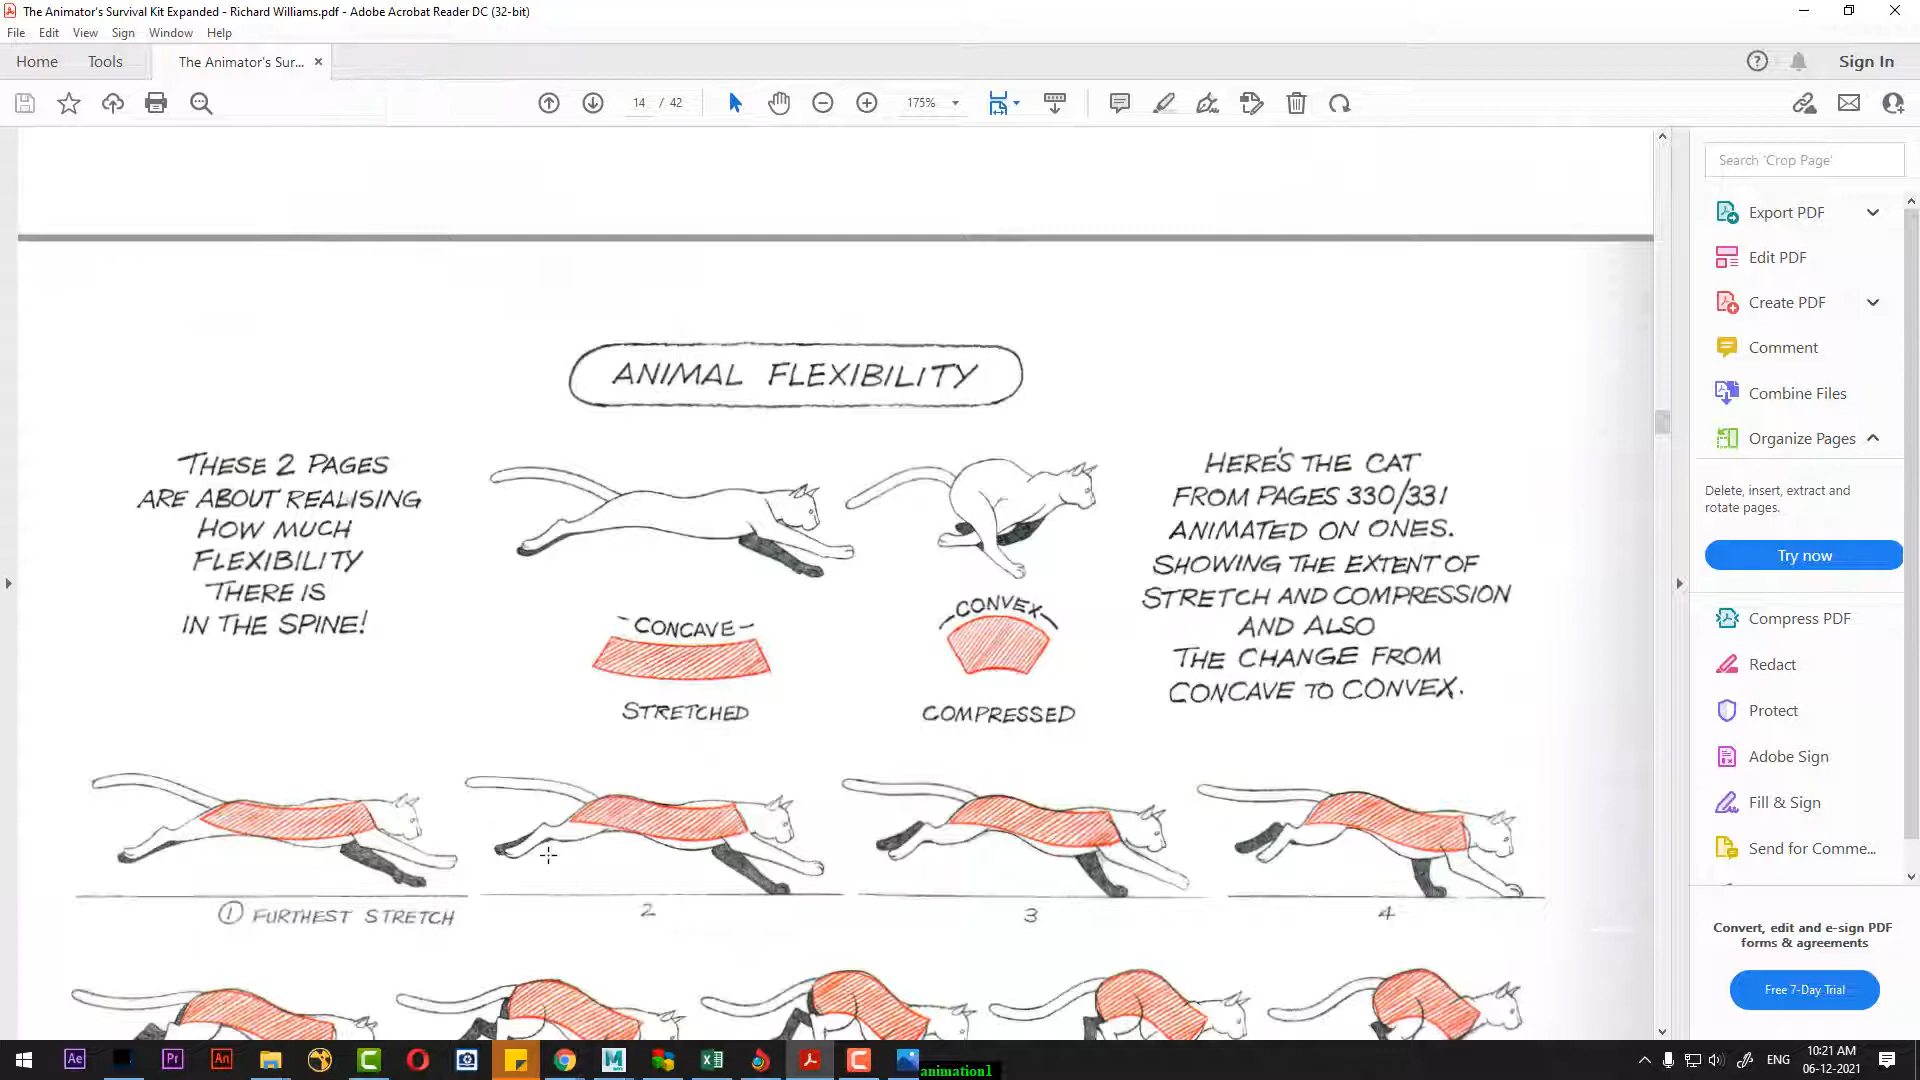 The Animator's Survival Kit Expanded - Richard Williams.pdf - Adobe Acrobat Reader DC (32-bit)
File Edit View Sign Window Help
Home Tools The Animator's Sur... Sign In
14 / 42 175%
ANIMAL FLEXIBILITY
THESE 2 PAGES
ARE ABOUT REALISING
HOW MUCH
FLEXIBILITY
THERE IS
IN THE SPINE!
HERE'S THE CAT
FROM PAGES 330/331
ANIMATED ON ONES.
SHOWING THE EXTENT OF
STRETCH AND COMPRESSION
AND ALSO
THE CHANGE FROM
CONCAVE TO CONVEX.
CONCAVE
CONVEX
STRETCHED
COMPRESSED
1 FURTHEST STRETCH
2
3
4
Search 'Crop Page'
Export PDF
Edit PDF
Create PDF
Comment
Combine Files
Organize Pages
Delete, insert, extract and
rotate pages.
Try now
Compress PDF
Redact
Protect
Adobe Sign
Fill & Sign
Send for Comme...
Convert, edit and e-sign PDF
forms & agreements
Free 7-Day Trial
Ae Pr An
animation1
ENG
10:21 AM
06-12-2021